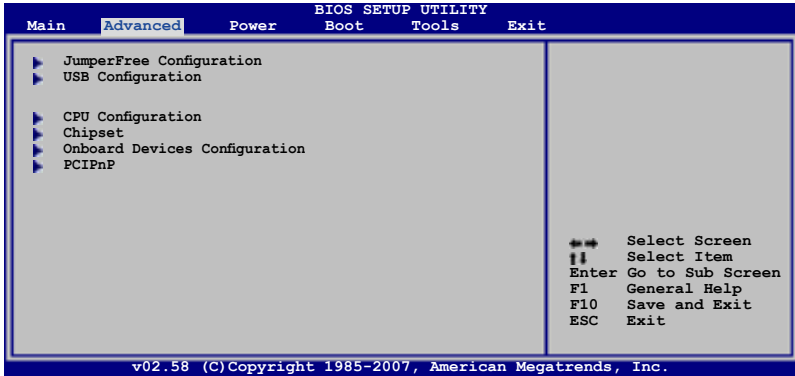 BIOS SETUP UTILITY
Main Advanced Power Boot Tools Exit
JumperFree Configuration
USB Configuration
CPU Configuration
Chipset
Onboard Devices Configuration
PCIPnP
Select Screen
Select Item
Enter Go to Sub Screen
F1 General Help
F10 Save and Exit
ESC Exit
v02.58 (C)Copyright 1985-2007, American Megatrends, Inc.